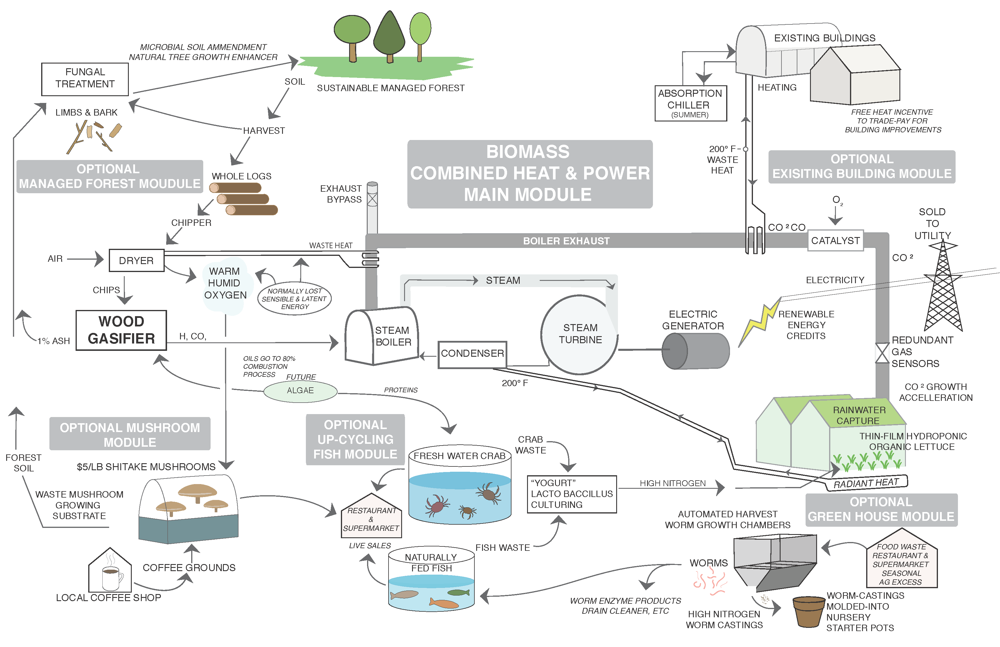 MICROBIAL SOIL AMMENDMENT
NATURAL TREE GROWTH ENHANCER
FUNGAL
TREATMENT
LIMBS & BARK
SOIL
SUSTAINABLE MANAGED FOREST
HARVEST
OPTIONAL
MANAGED FOREST MOUDULE
WHOLE LOGS
CHIPPER
EXHAUST
BYPASS
BIOMASS
COMBINED HEAT & POWER
MAIN MODULE
EXISTING BUILDINGS
ABSORPTION
CHILLER
(SUMMER)
HEATING
FREE HEAT INCENTIVE
TO TRADE-PAY FOR
BUILDING IMPROVEMENTS
200° F
WASTE
HEAT
OPTIONAL
EXISITING BUILDING MODULE
O₂
SOLD
TO
UTILITY
CO ² CO
CATALYST
BOILER EXHAUST
CO ²
WASTE HEAT
AIR
DRYER
WARM
HUMID
OXYGEN
NORMALLY LOST
SENSIBLE & LATENT
ENERGY
CHIPS
WOOD
GASIFIER
1% ASH
H, CO,
STEAM
STEAM
BOILER
CONDENSER
STEAM
TURBINE
ELECTRIC
GENERATOR
ELECTRICITY
RENEWABLE
ENERGY
CREDITS
REDUNDANT
GAS
SENSORS
OILS GO TO 80%
COMBUSTION
PROCESS
FUTURE
ALGAE
PROTEINS
200° F
CO ² GROWTH
ACCELLERATION
RAINWATER
CAPTURE
THIN-FILM HYDROPONIC
ORGANIC LETTUCE
RADIANT HEAT
OPTIONAL MUSHROOM
MODULE
FOREST
SOIL
$5/LB SHITAKE MUSHROOMS
WASTE MUSHROOM
GROWING
SUBSTRATE
COFFEE GROUNDS
LOCAL COFFEE SHOP
OPTIONAL
UP-CYCLING
FISH MODULE
FRESH WATER CRAB
CRAB
WASTE
RESTAURANT
&
SUPERMARKET
LIVE SALES
NATURALLY
FED FISH
FISH WASTE
“YOGURT”
LACTO BACCILLUS
CULTURING
HIGH NITROGEN
OPTIONAL
GREEN HOUSE MODULE
AUTOMATED HARVEST
WORM GROWTH CHAMBERS
WORMS
FOOD WASTE
RESTAURANT &
SUPERMARKET
SEASONAL
AG EXCESS
WORM ENZYME PRODUCTS
DRAIN CLEANER, ETC
HIGH NITROGEN
WORM CASTINGS
WORM-CASTINGS
MOLDED-INTO
NURSERY
STARTER POTS